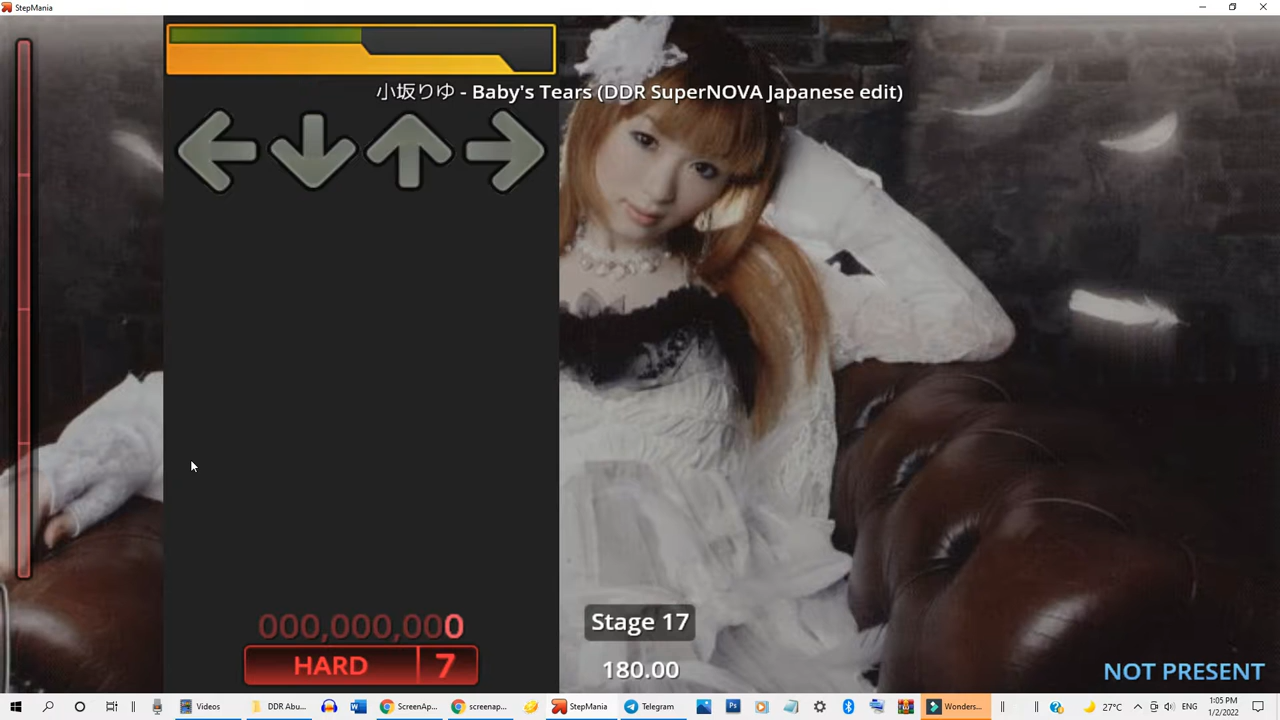 StepMania
小坂りゆ - Baby's Tears (DDR SuperNOVA Japanese edit)
000,000,000
HARD 7
Stage 17
180.00
NOT PRESENT
Videos
DDR Abu...
ScreenAp...
screenap...
StepMania
Telegram
Wonders...
27°C
ENG
1:05 PM
1/2/2022